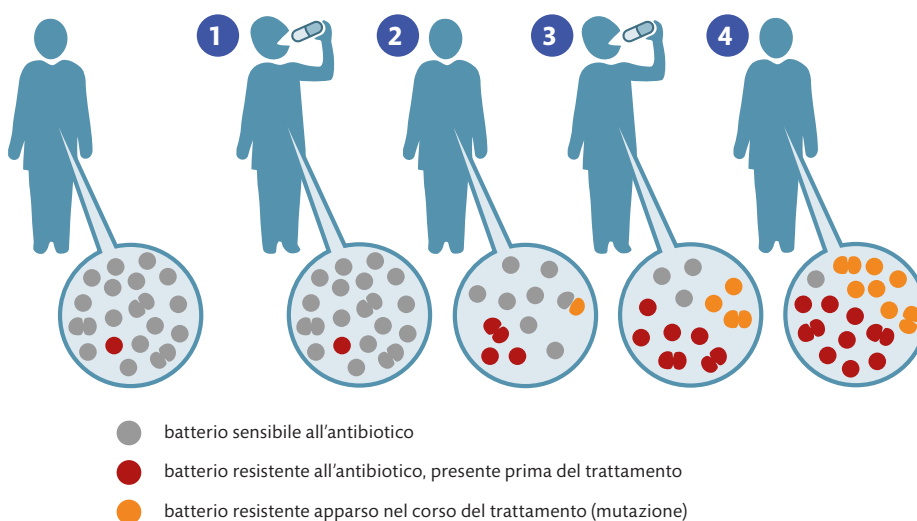 1
2
3
4
batterio sensibile all'antibiotico
batterio resistente all'antibiotico, presente prima del trattamento
batterio resistente apparso nel corso del trattamento (mutazione)